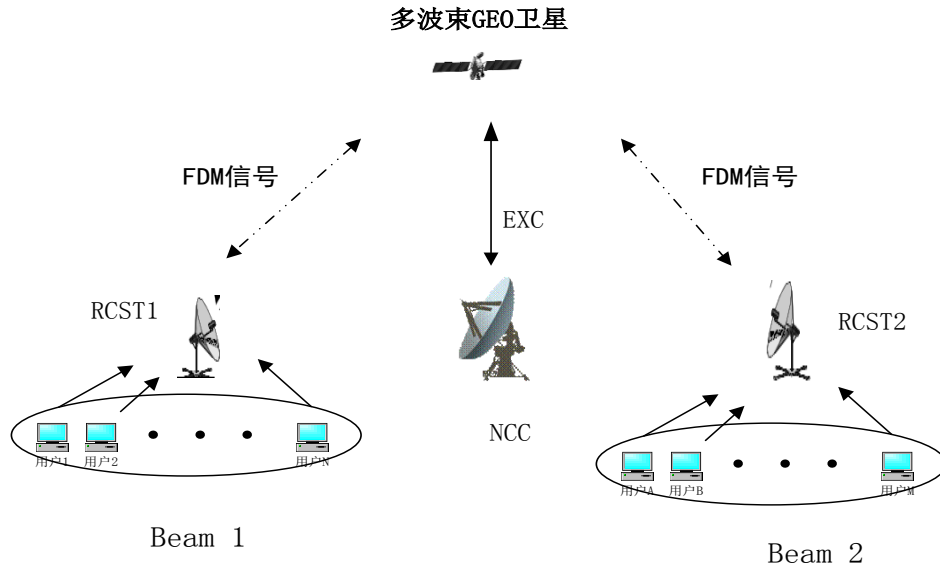 多波束GEO卫星
FDM信号
FDM信号
EXC
RCST1
RCST2
NCC
用户1
用户2
用户N
用户A
用户B
用户M
Beam 1
Beam 2